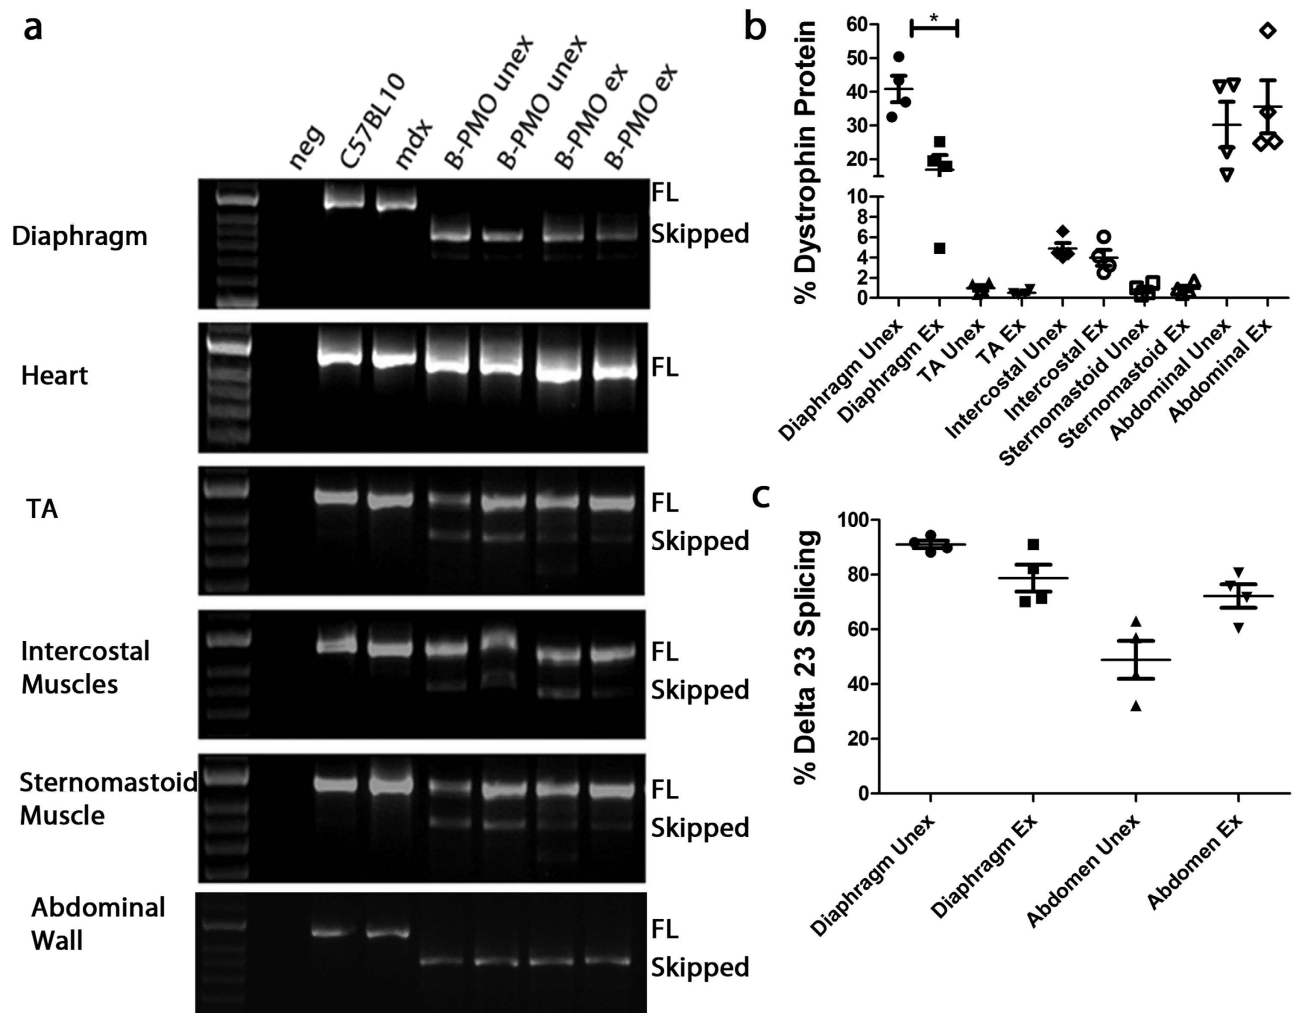 a
neg
C57BL10
mdx
B-PMO unex
B-PMO unex
B-PMO ex
B-PMO ex
Diaphragm
FL
Skipped
Heart
FL
TA
FL
Skipped
Intercostal
Muscles
FL
Skipped
Sternomastoid
Muscle
FL
Skipped
Abdominal
Wall
FL
Skipped
b
% Dystrophin Protein
60
50
40
30
20
10
8
6
4
2
0
*
Diaphragm Unex
Diaphragm Ex
TA Unex
TA Ex
Intercostal Unex
Intercostal Ex
Sternomastoid Unex
Sternomastoid Ex
Abdominal Unex
Abdominal Ex
c
% Delta 23 Splicing
100
80
60
40
20
0
Diaphragm Unex
Diaphragm Ex
Abdomen Unex
Abdomen Ex